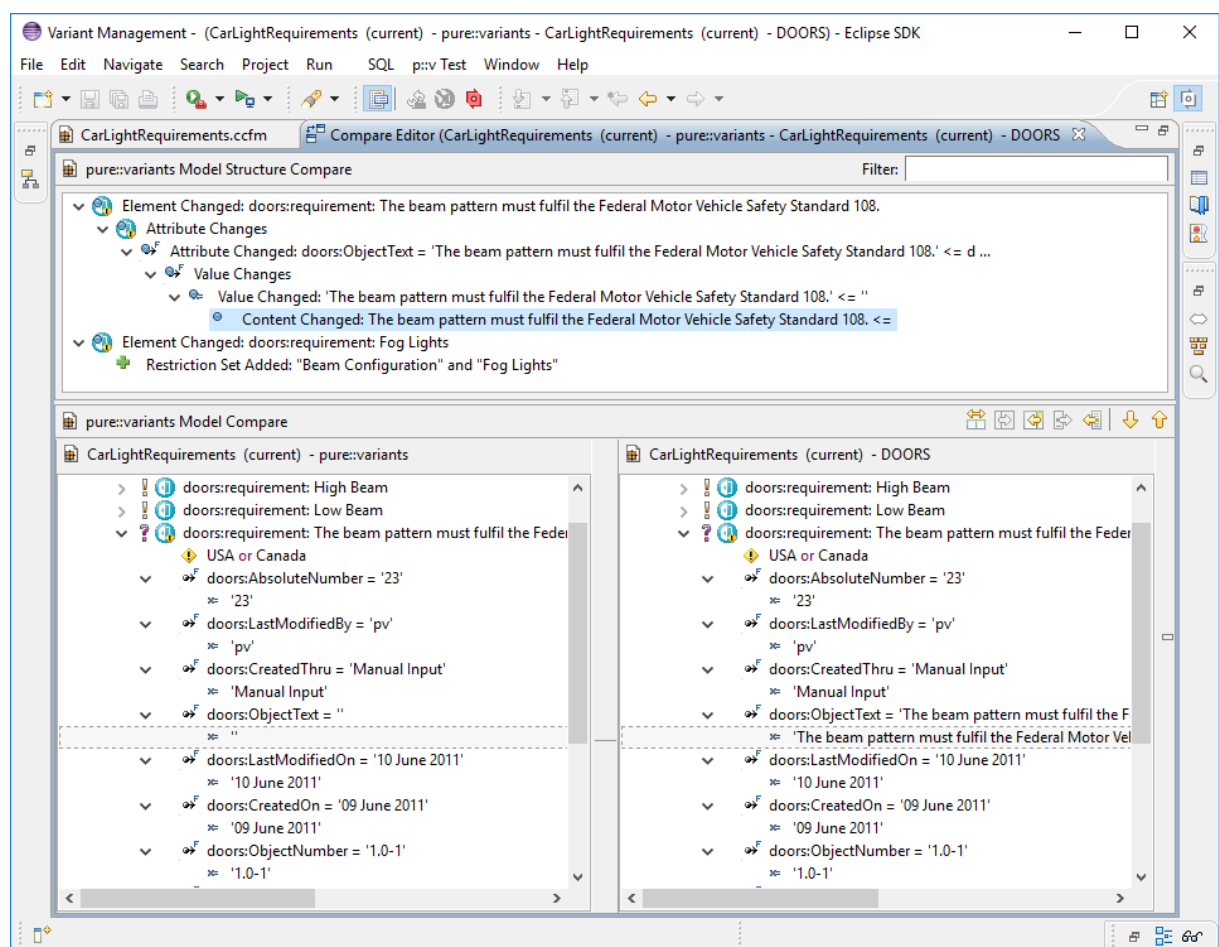 Variant Management - (CarLightRequirements (current) - pure::variants - CarLightRequirements (current) - DOORS) - Eclipse SDK
File Edit Navigate Search Project Run SQL p::v Test Window Help
CarLightRequirements.ccfm
Compare Editor (CarLightRequirements (current) - pure::variants - CarLightRequirements (current) - DOORS
pure::variants Model Structure Compare
Filter:
Element Changed: doors:requirement: The beam pattern must fulfil the Federal Motor Vehicle Safety Standard 108.
Attribute Changes
Attribute Changed: doors:ObjectText = 'The beam pattern must fulfil the Federal Motor Vehicle Safety Standard 108.' <= d ...
Value Changes
Value Changed: 'The beam pattern must fulfil the Federal Motor Vehicle Safety Standard 108.' <= ''
Content Changed: The beam pattern must fulfil the Federal Motor Vehicle Safety Standard 108. <=
Element Changed: doors:requirement: Fog Lights
Restriction Set Added: "Beam Configuration" and "Fog Lights"
pure::variants Model Compare
CarLightRequirements (current) - pure::variants
doors:requirement: High Beam
doors:requirement: Low Beam
doors:requirement: The beam pattern must fulfil the Feder
USA or Canada
doors:AbsoluteNumber = '23'
'23'
doors:LastModifiedBy = 'pv'
'pv'
doors:CreatedThru = 'Manual Input'
'Manual Input'
doors:ObjectText = ''
''
doors:LastModifiedOn = '10 June 2011'
'10 June 2011'
doors:CreatedOn = '09 June 2011'
'09 June 2011'
doors:ObjectNumber = '1.0-1'
'1.0-1'
CarLightRequirements (current) - DOORS
doors:requirement: High Beam
doors:requirement: Low Beam
doors:requirement: The beam pattern must fulfil the Feder
USA or Canada
doors:AbsoluteNumber = '23'
'23'
doors:LastModifiedBy = 'pv'
'pv'
doors:CreatedThru = 'Manual Input'
'Manual Input'
doors:ObjectText = 'The beam pattern must fulfil the F
'The beam pattern must fulfil the Federal Motor Vel
doors:LastModifiedOn = '10 June 2011'
'10 June 2011'
doors:CreatedOn = '09 June 2011'
'09 June 2011'
doors:ObjectNumber = '1.0-1'
'1.0-1'